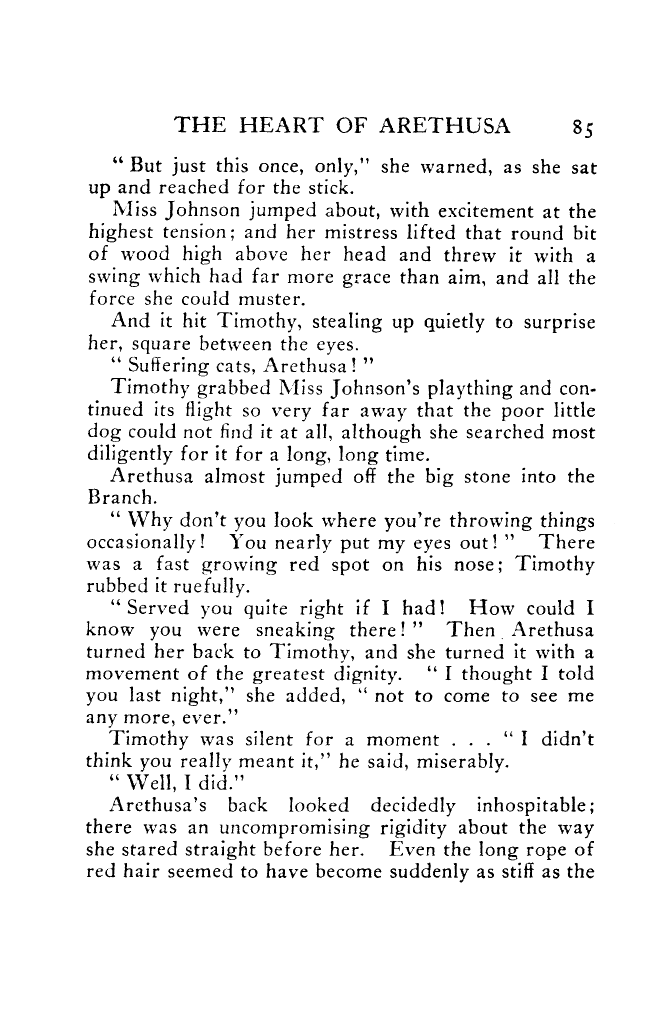 THE HEART OF ARETHUSA 85
“ But just this once, only,” she warned, as she sat
up and reached for the stick.
Miss Johnson jumped about, with excitement at the
highest tension; and her mistress lifted that round bit
of wood high above her head and threw it with a
swing which had far more grace than aim, and all the
force she could muster.
And it hit Timothy, stealing up quietly to surprise
her, square between the eyes.
“ Suffering cats, Arethusa! ”
Timothy grabbed Miss Johnson’s plaything and con-
tinued its flight so very far away that the poor little
dog could not find it at all, although she searched most
diligently for it for a long, long time.
Arethusa almost jumped off the big stone into the
Branch.
“ Why don’t you look where you’re throwing things
occasionally! You nearly put my eyes out! ” There
was a fast growing red spot on his nose; Timothy
rubbed it ruefully.
“ Served you quite right if I had! How could I
know you were sneaking there! ” Then Arethusa
turned her back to Timothy, and she turned it with a
movement of the greatest dignity. “ I thought I told
you last night,” she added, “ not to come to see me
any more, ever.”
Timothy was silent for a moment . . . “ I didn’t
think you really meant it,” he said, miserably.
“ Well, I did.”
Arethusa’s back looked decidedly inhospitable;
there was an uncompromising rigidity about the way
she stared straight before her. Even the long rope of
red hair seemed to have become suddenly as stiff as the